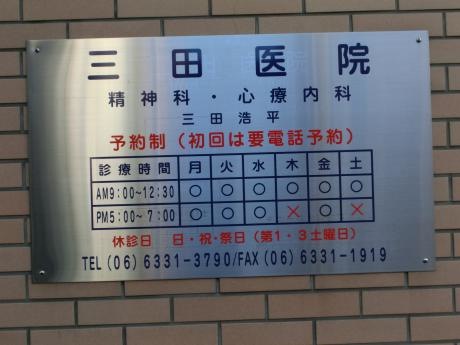 三田医院
精神科・心療内科
三田浩平
予約制（初回は要電話予約）
診療時間 月 火 水 木 金 土
AM9：00～12：30 ○ ○ ○ ○ ○ ○
PM5：00～7：00 ○ ○ ○ × ○ ×
休診日 日・祝・祭日（第1・3土曜日）
TEL（06）6331-3790/FAX（06）6331-1919